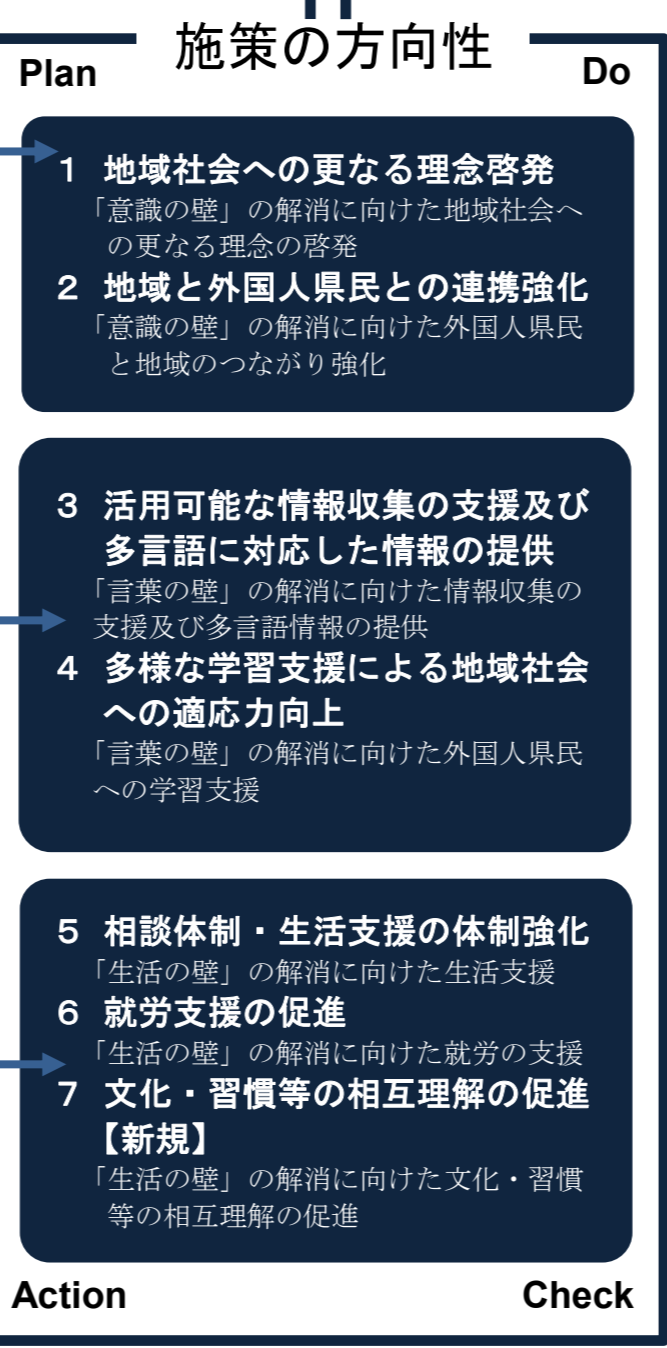 施策の方向性
Plan
Do
1 地域社会への更なる理念啓発
「意識の壁」の解消に向けた地域社会へ
の更なる理念の啓発
2 地域と外国人県民との連携強化
「意識の壁」の解消に向けた外国人県民
と地域のつながり強化
3 活用可能な情報収集の支援及び
多言語に対応した情報の提供
「言葉の壁」の解消に向けた情報収集の
支援及び多言語情報の提供
4 多様な学習支援による地域社会
への適応力向上
「言葉の壁」の解消に向けた外国人県民
への学習支援
5 相談体制・生活支援の体制強化
「生活の壁」の解消に向けた生活支援
6 就労支援の促進
「生活の壁」の解消に向けた就労の支援
7 文化・習慣等の相互理解の促進
【新規】
「生活の壁」の解消に向けた文化・習慣
等の相互理解の促進
Action
Check